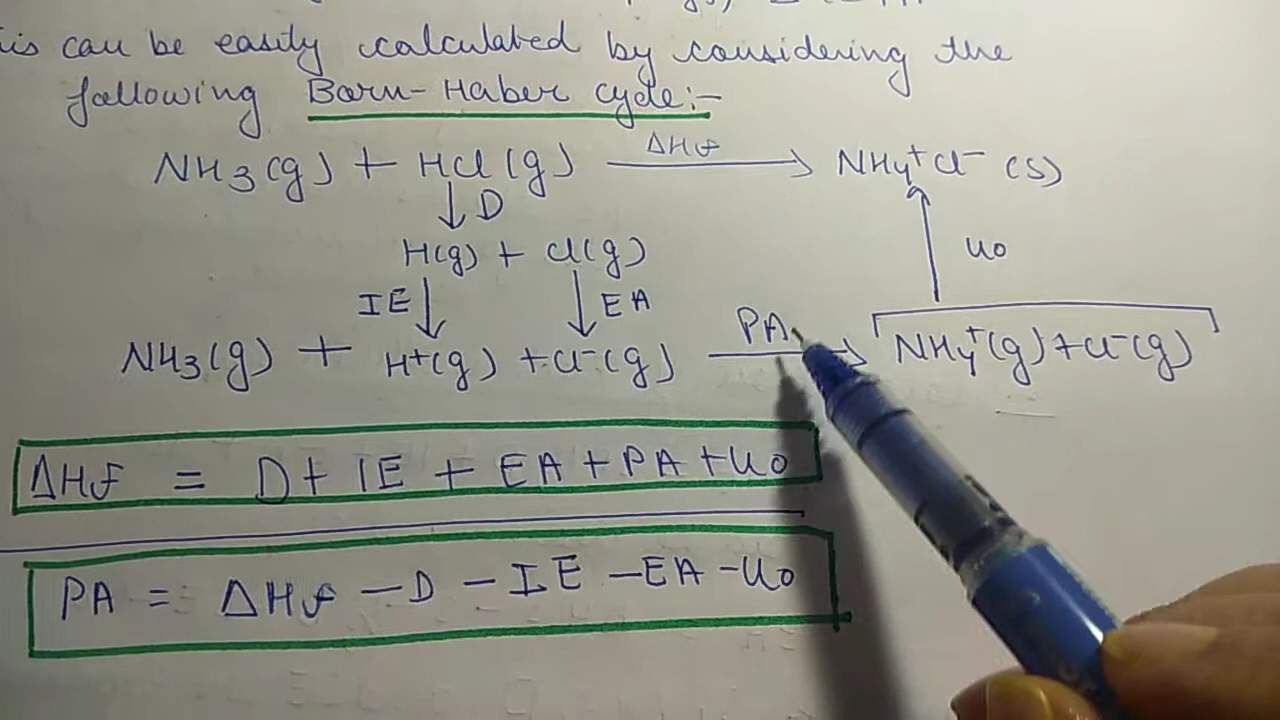 is can be easily calculated by considering the
following Born-Haber cycle:-
NH3(g) + HCl(g) ΔHf NH4+Cl- (s)
D
H(g) + Cl(g) U0
IE EA
NH3(g) + H+(g) + Cl-(g) PA NH4+(g) + Cl-(g)
ΔHf = D + IE + EA + PA + U0
PA = ΔHf - D - IE - EA - U0